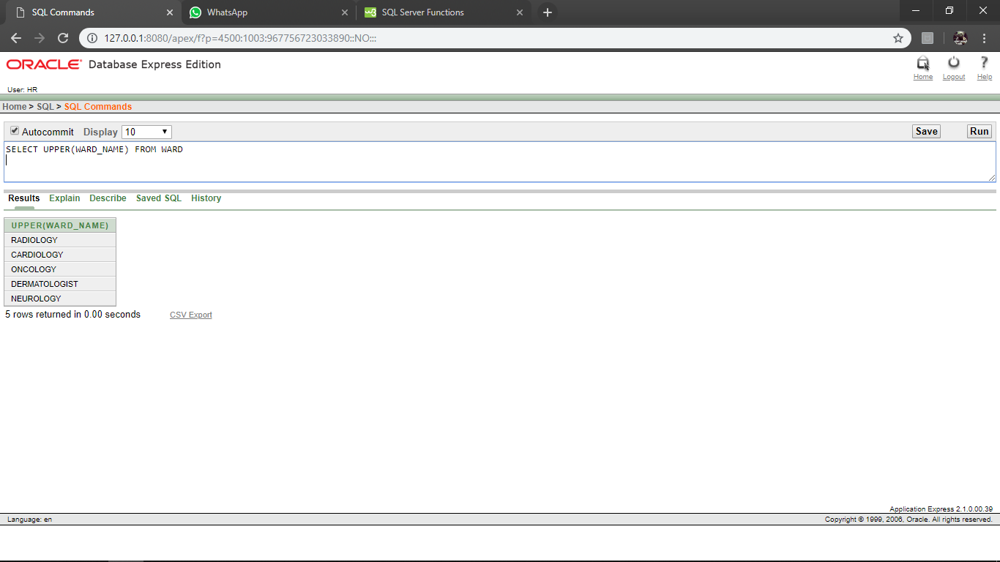 SQL Commands
WhatsApp
SQL Server Functions
127.0.0.1:8080/apex/f?p=4500:1003:967756723033890::NO:::
ORACLE Database Express Edition
Home Logout Help
User: HR
Home > SQL > SQL Commands
Autocommit Display 10 Save Run
SELECT UPPER(WARD_NAME) FROM WARD
Results Explain Describe Saved SQL History
UPPER(WARD_NAME)
RADIOLOGY
CARDIOLOGY
ONCOLOGY
DERMATOLOGIST
NEUROLOGY
5 rows returned in 0.00 seconds CSV Export
Application Express 2.1.0.00.39
Language: en Copyright © 1999, 2006, Oracle. All rights reserved.